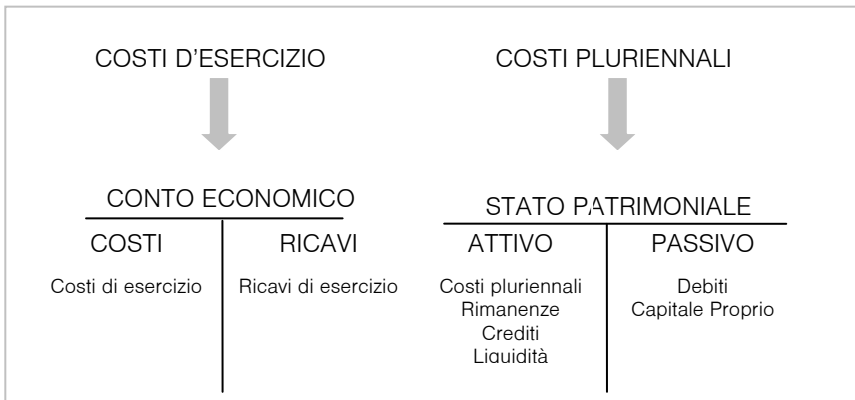 COSTI D'ESERCIZIO
COSTI PLURIENNALI
CONTO ECONOMICO
COSTI
RICAVI
Costi di esercizio
Ricavi di esercizio
STATO PATRIMONIALE
ATTIVO
PASSIVO
Costi pluriennali
Rimanenze
Crediti
Liquidità
Debiti
Capitale Proprio